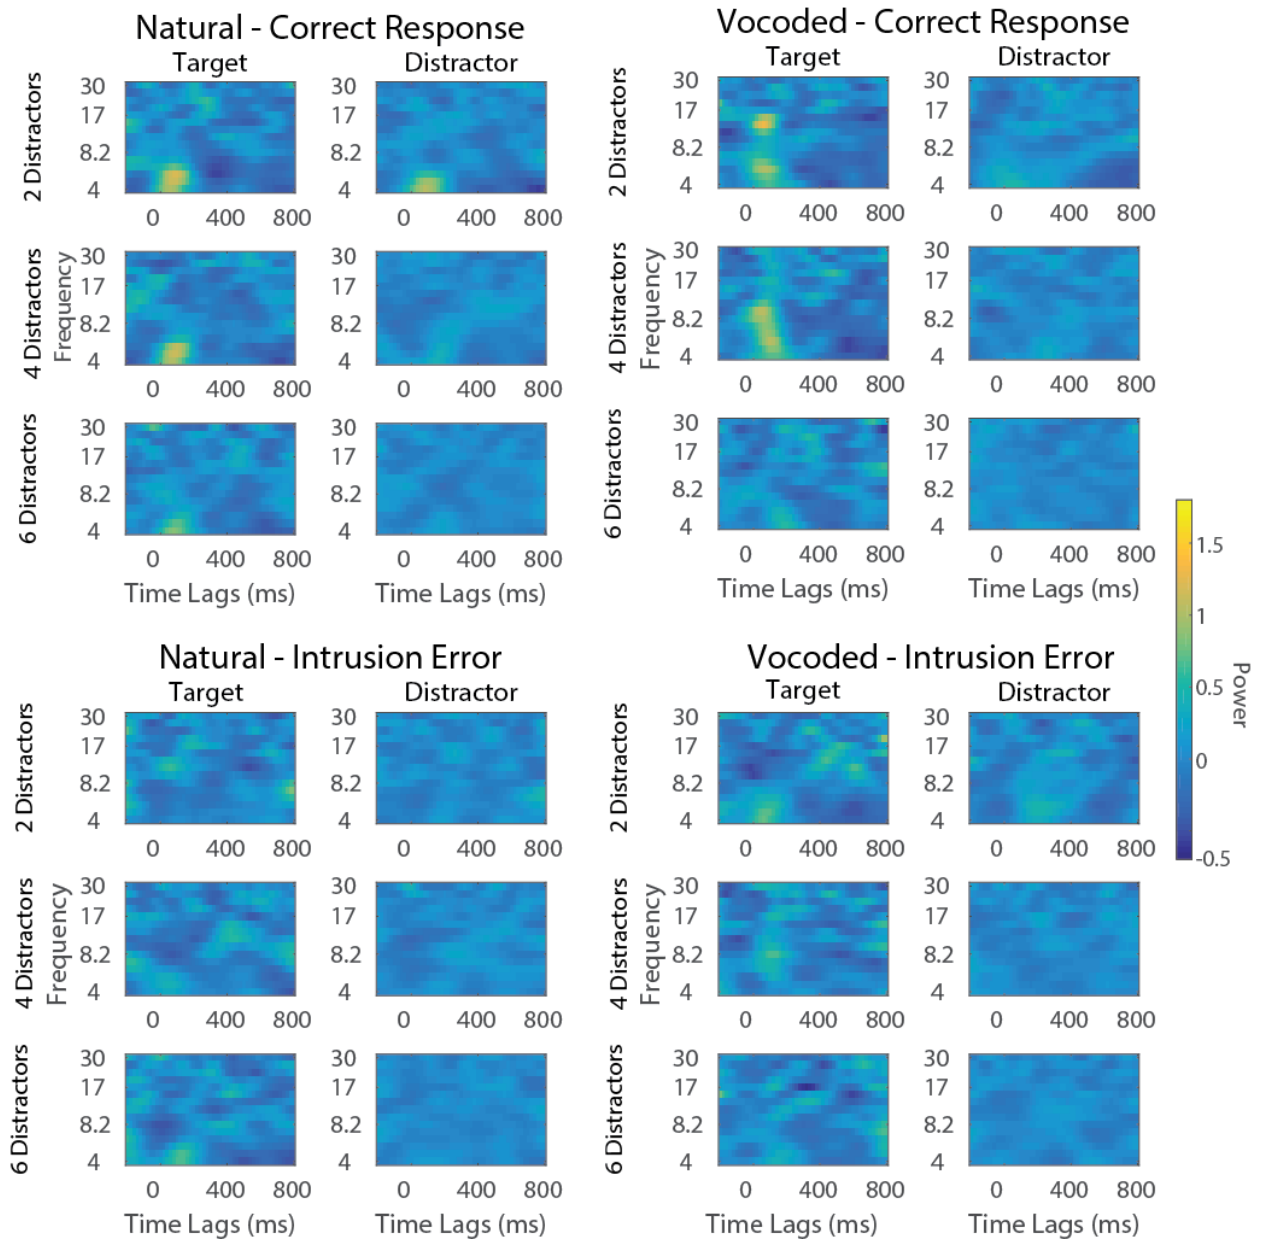 Natural - Correct Response
Target
Distractor
2 Distractors
30
17
8.2
4
0 400 800
30
17
8.2
4
0 400 800
4 Distractors
Frequency
30
17
8.2
4
0 400 800
30
17
8.2
4
0 400 800
6 Distractors
30
17
8.2
4
0 400 800
Time Lags (ms)
30
17
8.2
4
0 400 800
Time Lags (ms)
Vocoded - Correct Response
Target
Distractor
2 Distractors
30
17
8.2
4
0 400 800
30
17
8.2
4
0 400 800
4 Distractors
Frequency
30
17
8.2
4
0 400 800
30
17
8.2
4
0 400 800
6 Distractors
30
17
8.2
4
0 400 800
Time Lags (ms)
30
17
8.2
4
0 400 800
Time Lags (ms)
Natural - Intrusion Error
Target
Distractor
2 Distractors
30
17
8.2
4
0 400 800
30
17
8.2
4
0 400 800
4 Distractors
Frequency
30
17
8.2
4
0 400 800
30
17
8.2
4
0 400 800
6 Distractors
30
17
8.2
4
0 400 800
Time Lags (ms)
30
17
8.2
4
0 400 800
Time Lags (ms)
Vocoded - Intrusion Error
Target
Distractor
2 Distractors
30
17
8.2
4
0 400 800
30
17
8.2
4
0 400 800
4 Distractors
Frequency
30
17
8.2
4
0 400 800
30
17
8.2
4
0 400 800
6 Distractors
30
17
8.2
4
0 400 800
Time Lags (ms)
30
17
8.2
4
0 400 800
Time Lags (ms)
1.5
1
0.5
0
-0.5
Power